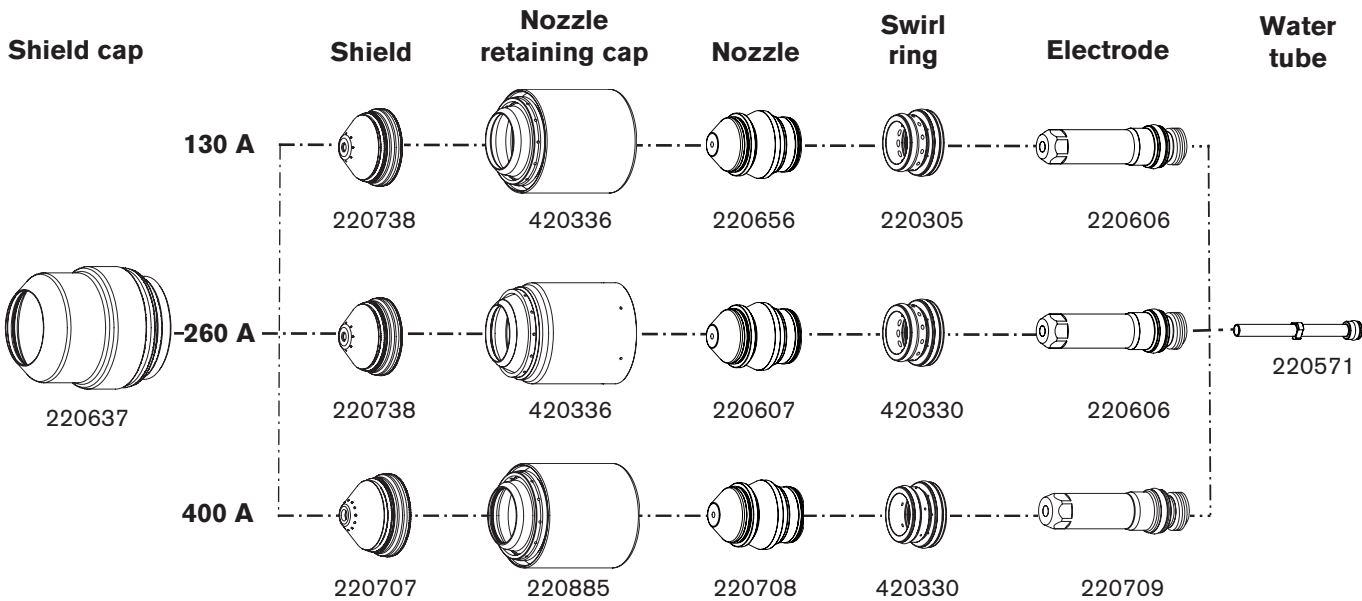 Shield cap
Shield
Nozzle
retaining cap
Nozzle
Swirl
ring
Electrode
Water
tube
130 A
220738
420336
220656
220305
220606
260 A
220637
220738
420336
220607
420330
220606
220571
400 A
220707
220885
220708
420330
220709